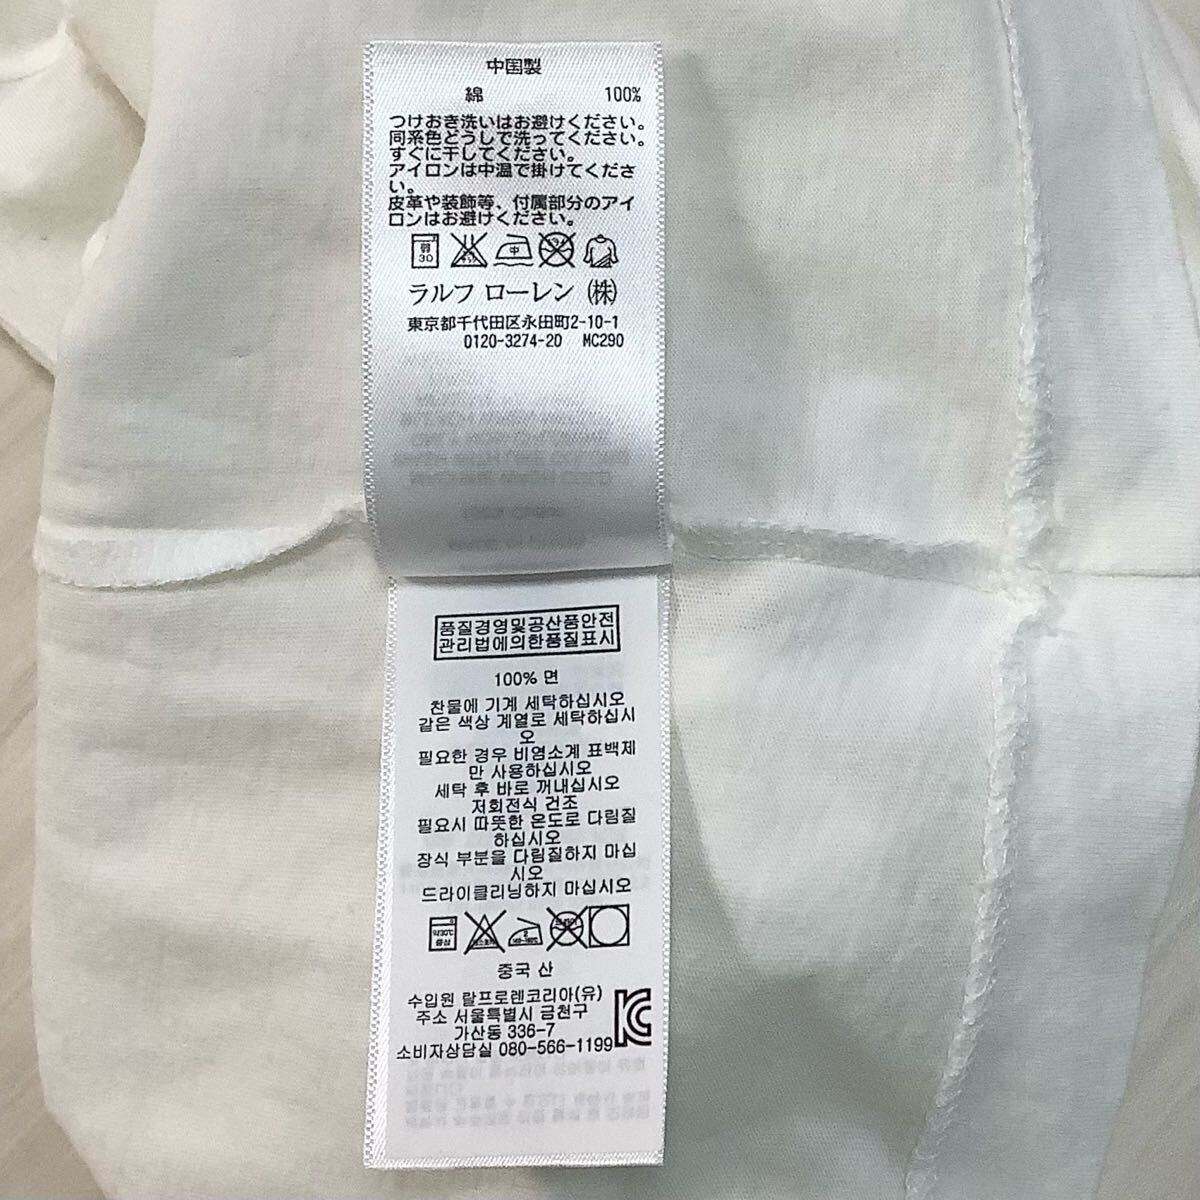 中国製
綿 100%
つけおき洗いはお避けください。
同系色どうしで洗ってください。
すぐに干してください。
アイロンは中温で掛けてくださ
い。
皮革や装飾等、付属部分のアイ
ロンはお避けください。
弱
30
中
ラルフ ローレン (株)
東京都千代田区永田町2-10-1
0120-3274-20 MC290
품질경영및공산품안전
관리법에의한품질표시
100% 면
찬물에 기계 세탁하십시오
같은 색상 계열로 세탁하십시
오
필요한 경우 비염소계 표백제
만 사용하십시오
세탁 후 바로 꺼내십시오
저회전식 건조
필요시 따뜻한 온도로 다림질
하십시오
장식 부분을 다림질하지 마십
시오
드라이클리닝하지 마십시오
약30℃
중성
2
중국 산
수입원 랄프로렌코리아(유)
주소 서울특별시 금천구
가산동 336-7
소비자상담실 080-566-1199